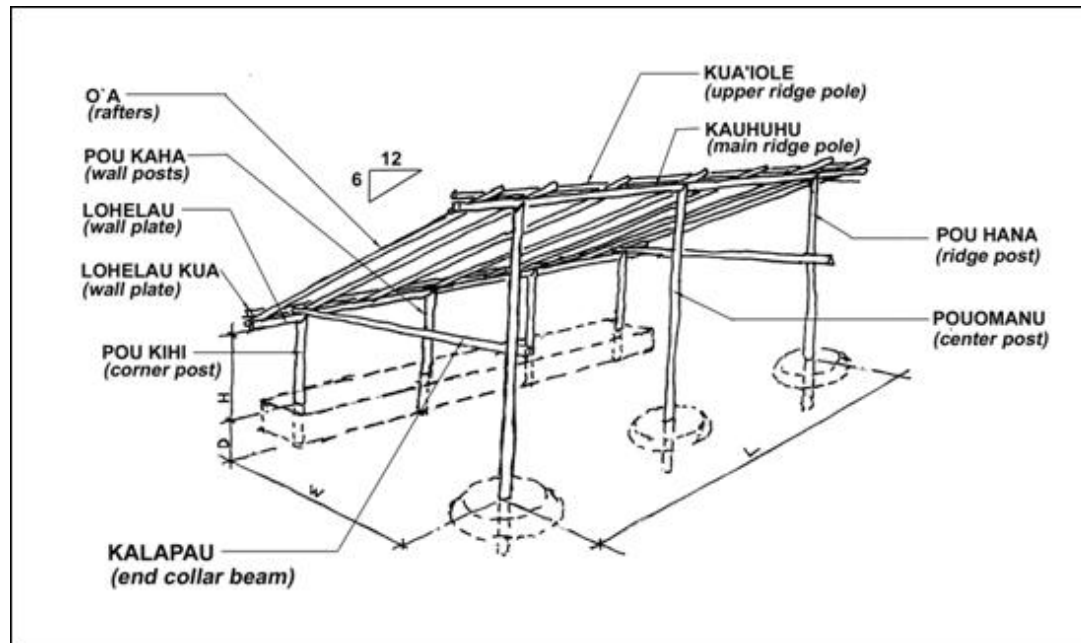 O`A
(rafters)
POU KAHA
(wall posts)
LOHELAU
(wall plate)
LOHELAU KUA
(wall plate)
POU KIHI
(corner post)
KALAPAU
(end collar beam)
12
6
KUA'IOLE
(upper ridge pole)
KAUHUHU
(main ridge pole)
POU HANA
(ridge post)
POUOMANU
(center post)
H
D
W
L